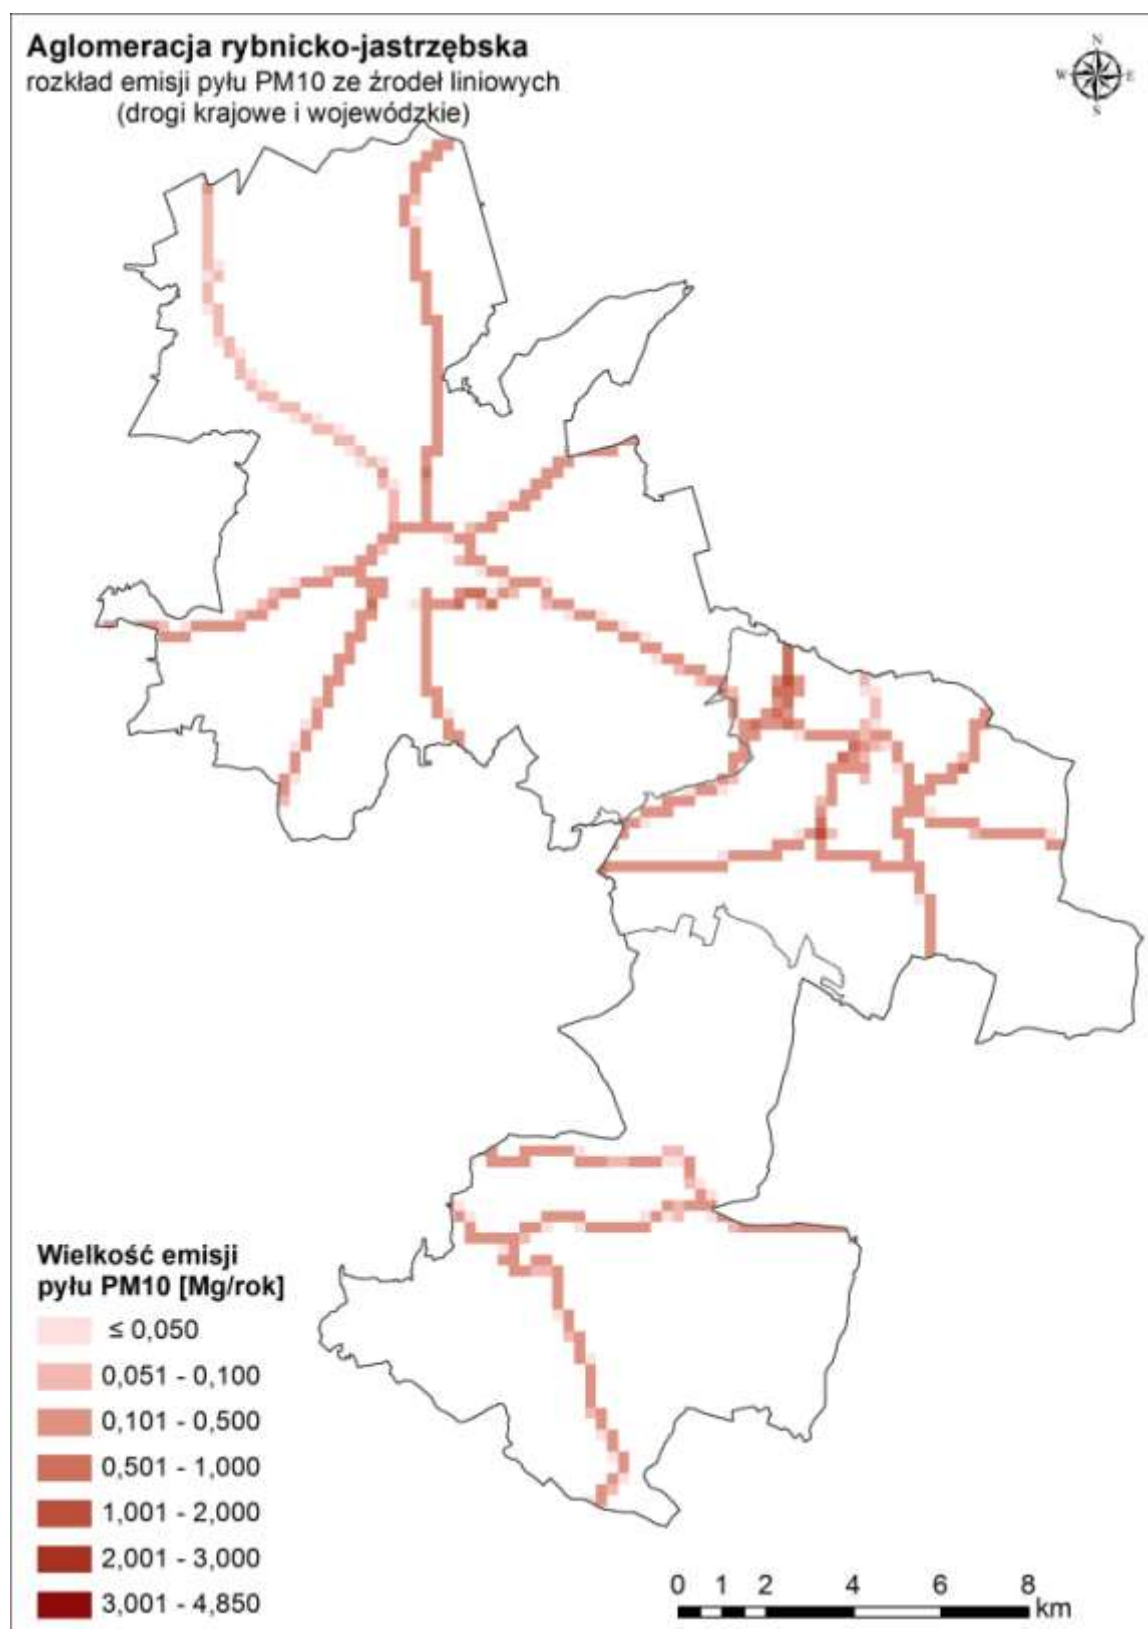 Aglomeracja rybnicko-jastrzębska
rozkład emisji pyłu PM10 ze źrodeł liniowych
(drogi krajowe i wojewódzkie)
N
W E
S
Wielkość emisji
pyłu PM10 [Mg/rok]
≤ 0,050
0,051 - 0,100
0,101 - 0,500
0,501 - 1,000
1,001 - 2,000
2,001 - 3,000
3,001 - 4,850
0 1 2 4 6 8
km